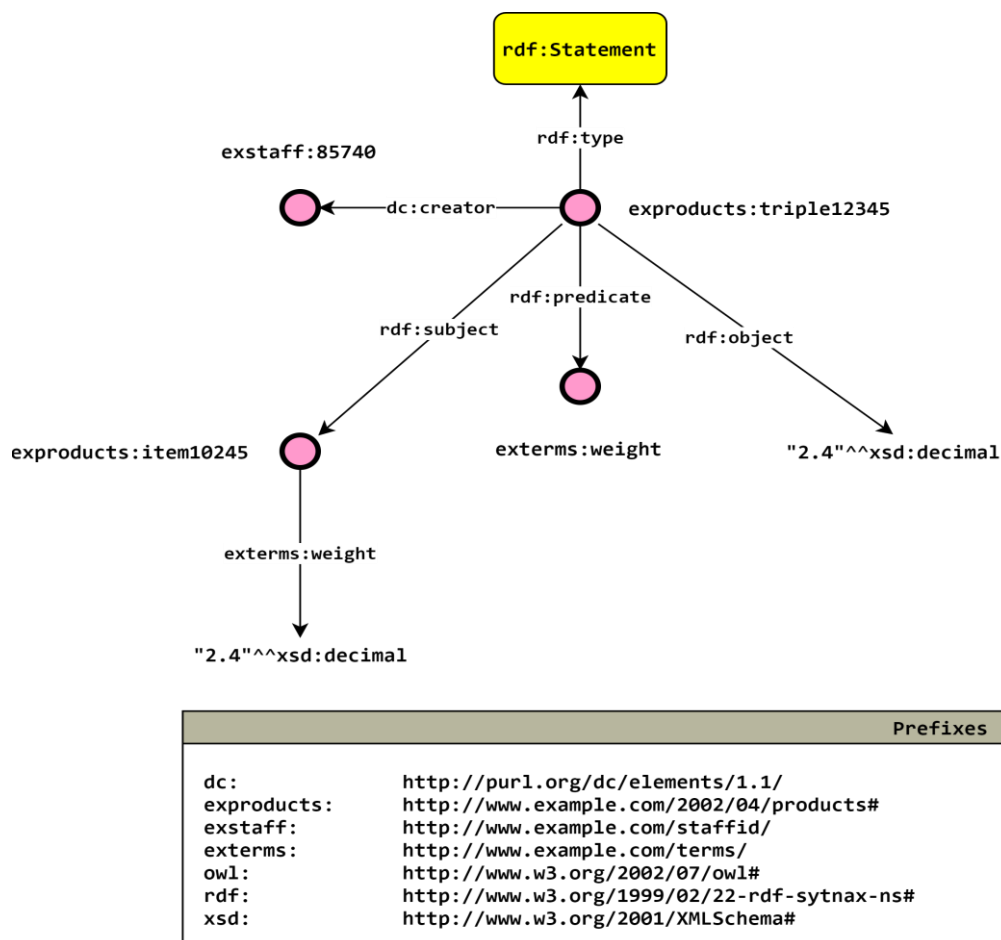 rdf:Statement
rdf:type
exstaff:85740
dc:creator
exproducts:triple12345
rdf:predicate
rdf:subject
rdf:object
exproducts:item10245
exterms:weight
"2.4"^^xsd:decimal
exterms:weight
"2.4"^^xsd:decimal
Prefixes
dc: http://purl.org/dc/elements/1.1/
exproducts: http://www.example.com/2002/04/products#
exstaff: http://www.example.com/staffid/
exterms: http://www.example.com/terms/
owl: http://www.w3.org/2002/07/owl#
rdf: http://www.w3.org/1999/02/22-rdf-sytnax-ns#
xsd: http://www.w3.org/2001/XMLSchema#